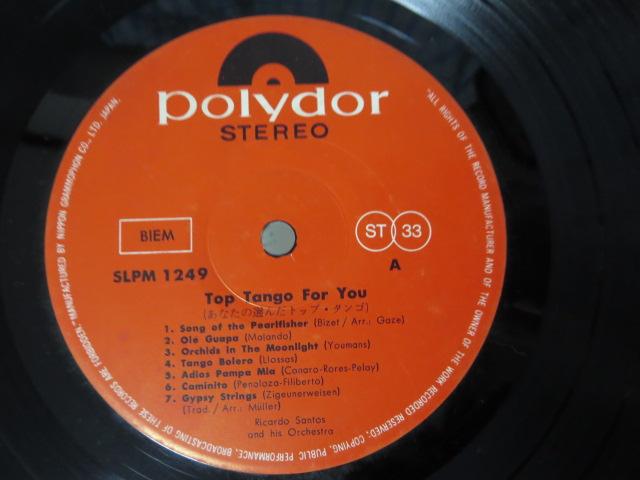 polydor
STEREO
BIEM
ST 33
SLPM 1249
A
Top Tango For You
(あなたの選んだトップ・タンゴ)
1. Song of the Pearlfisher (Bizet / Arr.: Gaze)
2. Ole Guapa (Malando)
3. Orchids in The Moonlight (Youmans)
4. Tango Bolero (Llossas)
5. Adios Pampa Mia (Canaro-Rores-Pelay)
6. Caminito (Penoloza-Filiberto)
7. Gypsy Strings (Zigeunerweisen)
(Trad. / Arr.: Müller)
Ricardo Santos
and his Orchestra
"ALL RIGHTS OF THE RECORD MANUFACTURER AND OF THE OWNER OF THE WORK RECORDED RESERVED. COPYING, PUBLIC PERFORMANCE, BROADCASTING OF THESE RECORDS ARE FORBIDDEN." MANUFACTURED BY NIPPON GRAMMOPHON CO., LTD. JAPAN.